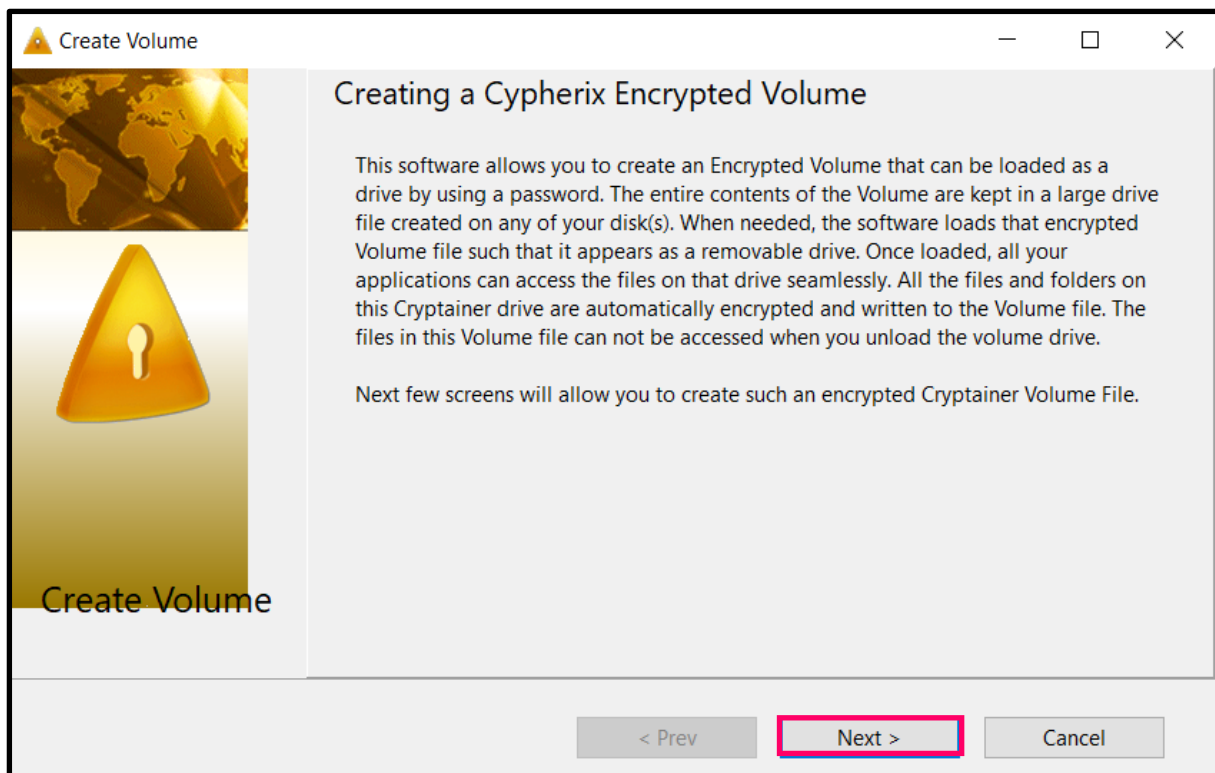 Create Volume
Creating a Cypherix Encrypted Volume
This software allows you to create an Encrypted Volume that can be loaded as a
drive by using a password. The entire contents of the Volume are kept in a large drive
file created on any of your disk(s). When needed, the software loads that encrypted
Volume file such that it appears as a removable drive. Once loaded, all your
applications can access the files on that drive seamlessly. All the files and folders on
this Cryptainer drive are automatically encrypted and written to the Volume file. The
files in this Volume file can not be accessed when you unload the volume drive.
Next few screens will allow you to create such an encrypted Cryptainer Volume File.
Create Volume
< Prev
Next >
Cancel